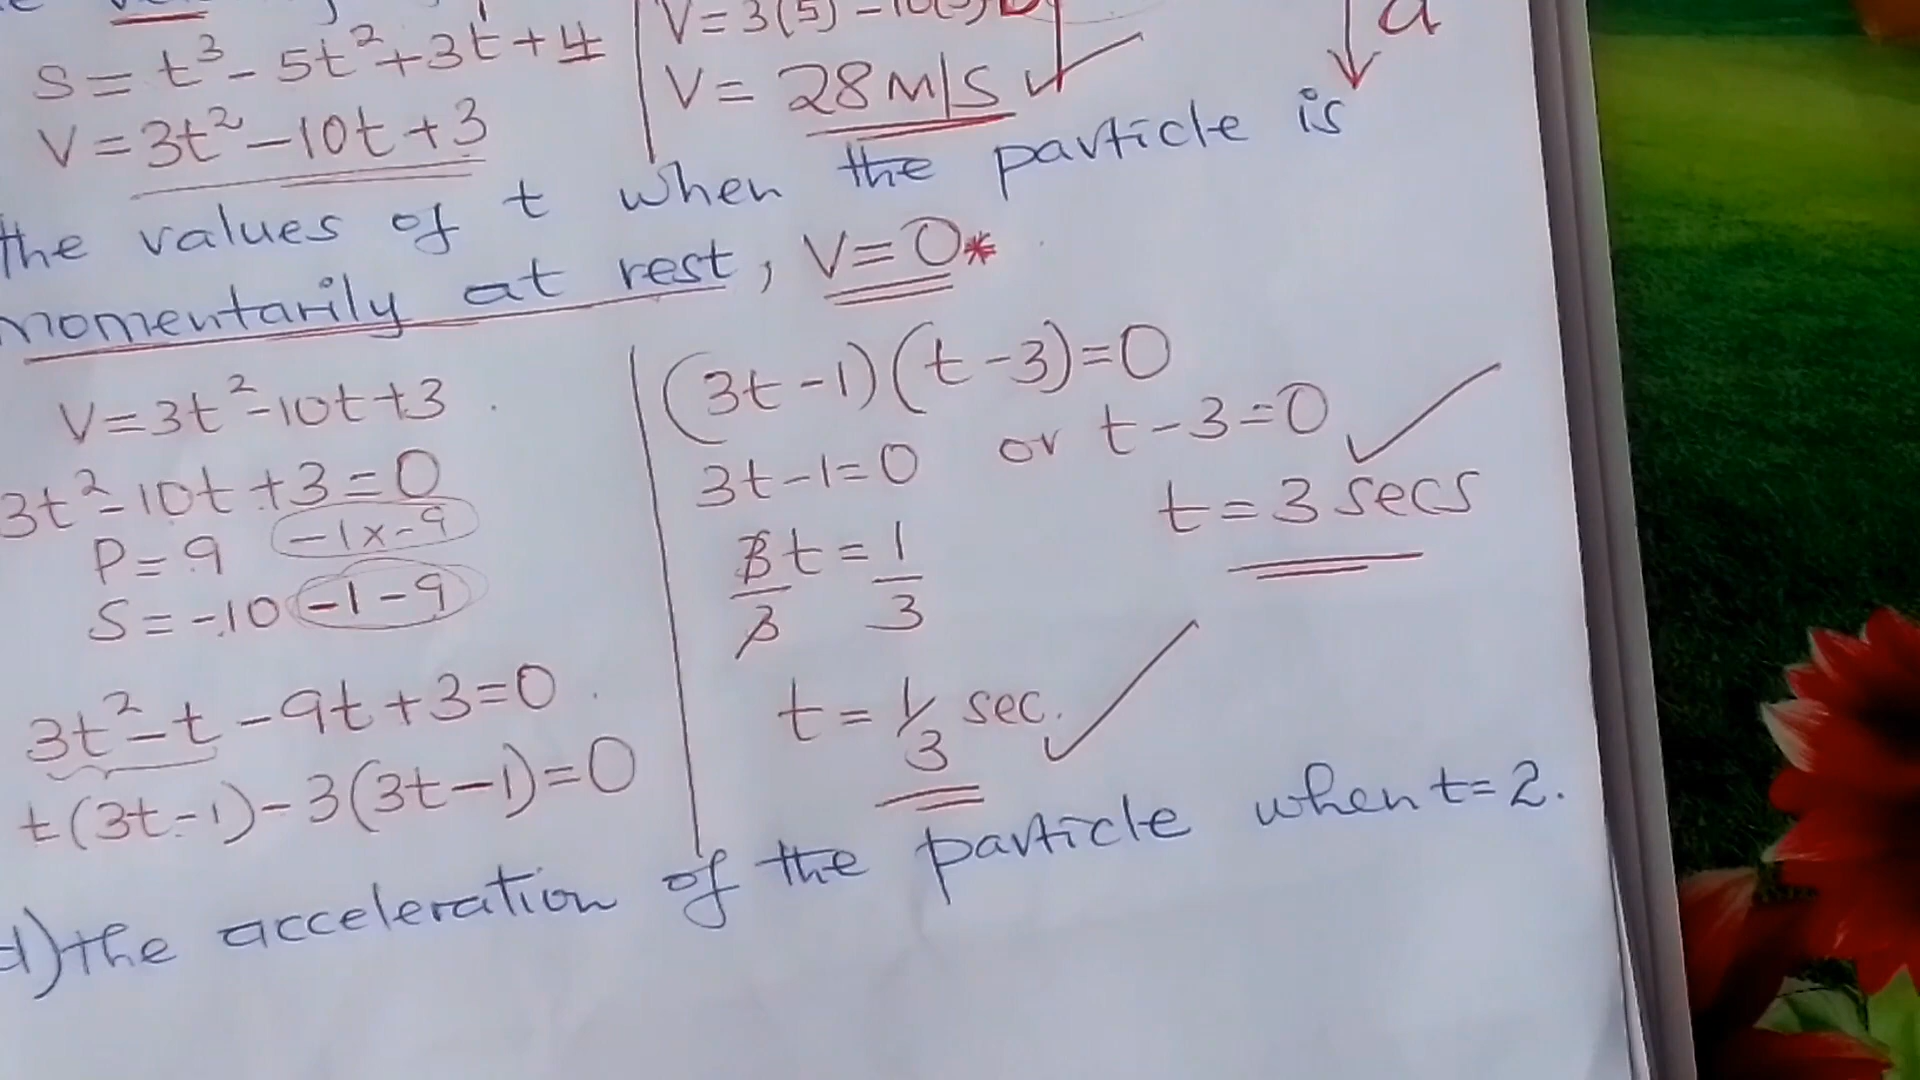 S = t³ - 5t² + 3t + 4
V = 3t² - 10t + 3
V = 3(5) - 10(
V = 28 M/S ✓
a
the values of t when the particle is
momentarily at rest, V = 0*
V = 3t² - 10t + 3
3t² - 10t + 3 = 0
P = 9 -1 x -9
S = -10 -1 - 9
3t² - t - 9t + 3 = 0
t(3t - 1) - 3(3t - 1) = 0
(3t - 1)(t - 3) = 0
3t - 1 = 0 or t - 3 = 0
t = 3 secs ✓
3t/3 = 1/3
t = 1/3 sec. ✓
d) the acceleration of the particle when t = 2.